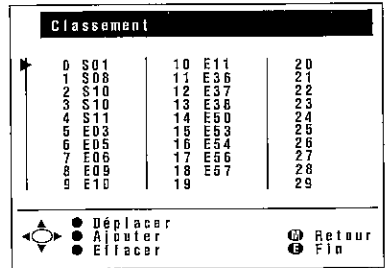 Classement
0 S01 10 E11 20
1 S08 11 E36 21
2 S10 12 E37 22
3 S10 13 E38 23
4 S11 14 E50 24
5 E03 15 E53 25
6 E05 16 E54 26
7 E06 17 E56 27
8 E09 18 E57 28
9 E10 19 29
Déplacer
Ajouter M Retour
Effacer E Fin